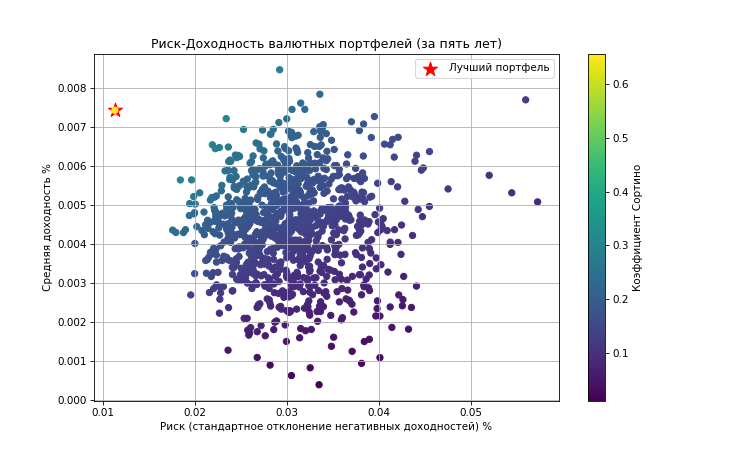 Риск-Доходность валютных портфелей (за пять лет)
Лучший портфель
Средняя доходность %
0.008
0.007
0.006
0.005
0.004
0.003
0.002
0.001
0.000
0.01 0.02 0.03 0.04 0.05
Риск (стандартное отклонение негативных доходностей) %
0.6
0.5
0.4
0.3
0.2
0.1
Коэффициент Сортино